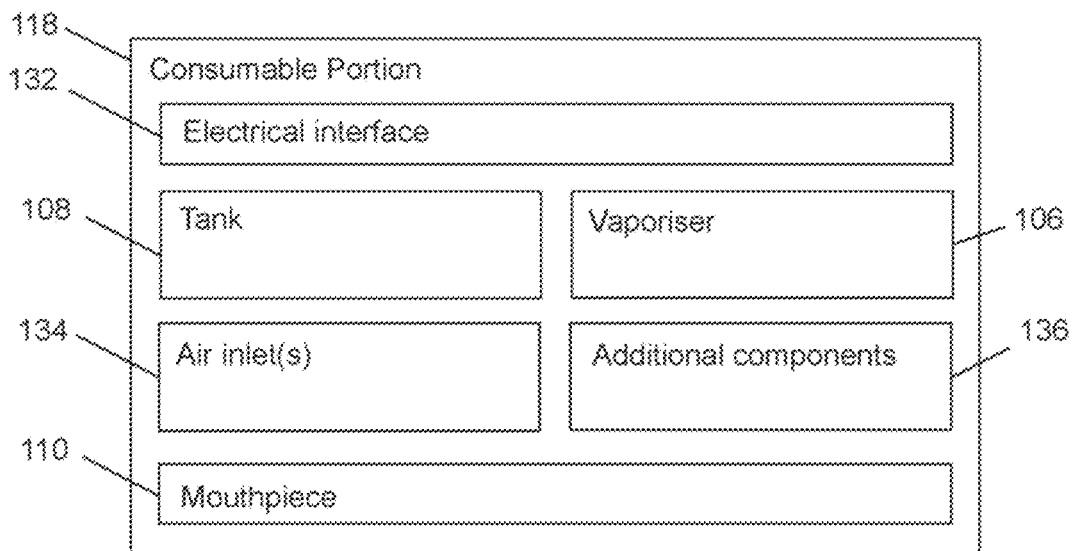 118
Consumable Portion
132
Electrical interface
108
Tank
Vaporiser
106
134
Air inlet(s)
Additional components
136
110
Mouthpiece